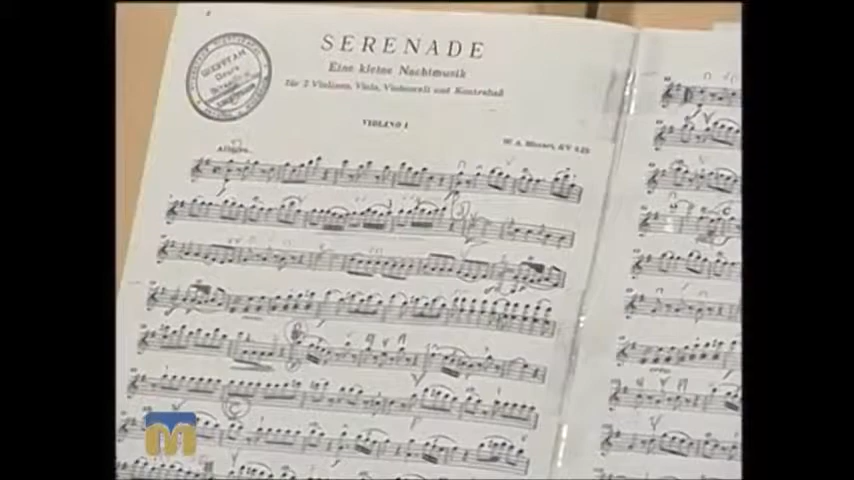 SERENADE
Eine kleine Nachtmusik
für 2 Violinen, Viola, Violoncell und Kontrabaß
VIOLINO I
W. A. Mozart, KV 525
Allegro